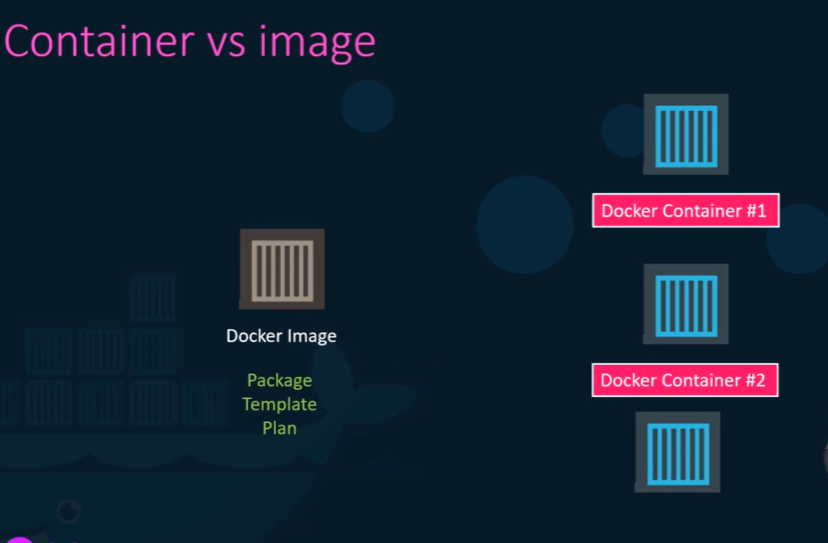 Container vs image
Docker Container #1
Docker Image
Package
Template
Plan
Docker Container #2